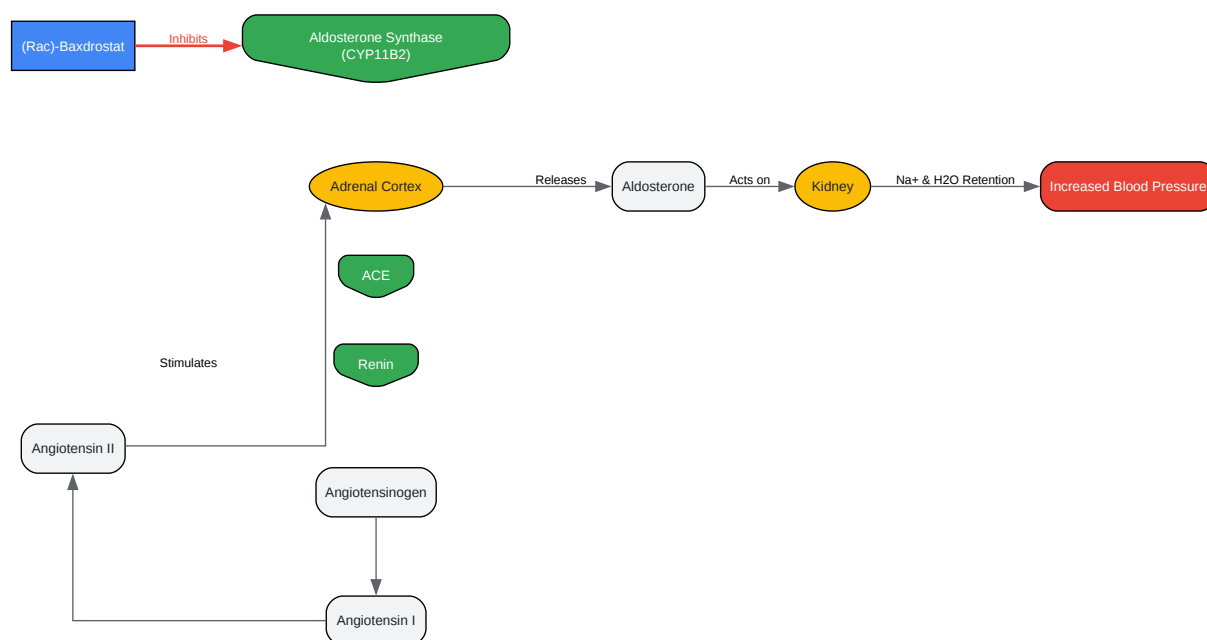 (Rac)-Baxdrostat
Inhibits
Aldosterone Synthase
(CYP11B2)
Adrenal Cortex
Releases
Aldosterone
Acts on
Kidney
Na+ & H2O Retention
Increased Blood Pressure
ACE
Stimulates
Renin
Angiotensin II
Angiotensinogen
Angiotensin I